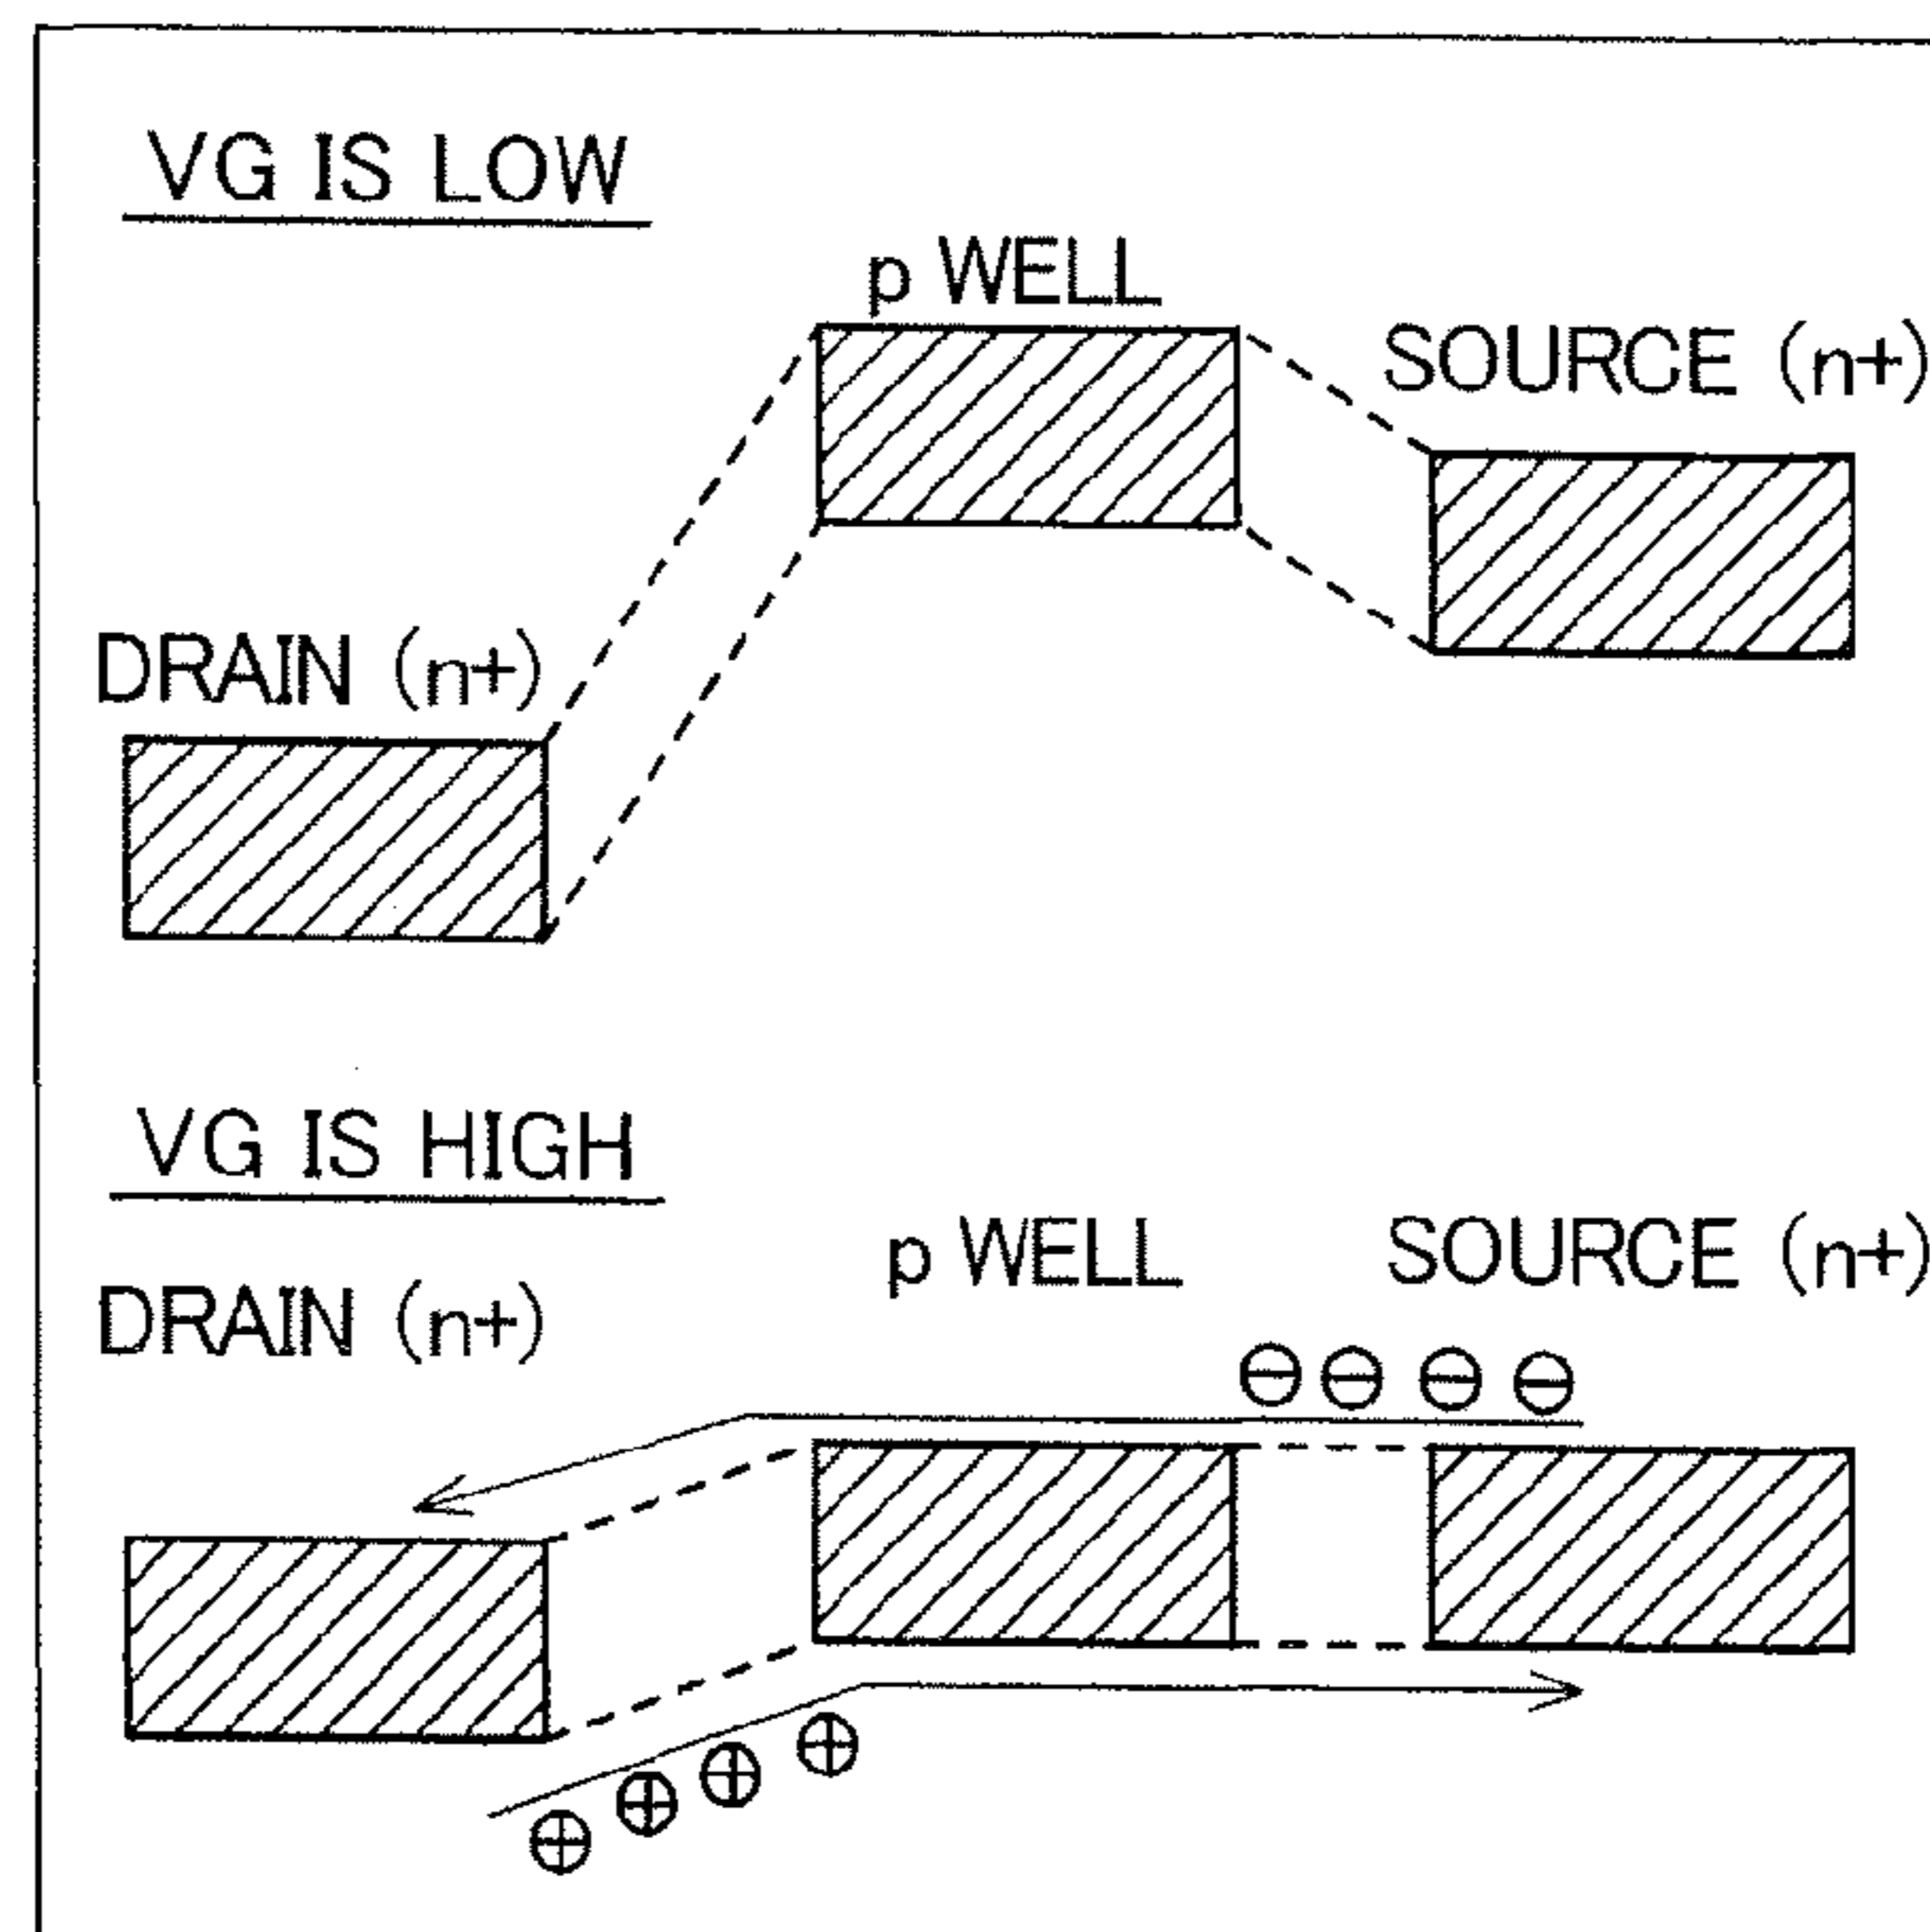 VG IS LOW
p WELL
SOURCE (n+)
DRAIN (n+)
VG IS HIGH
p WELL
SOURCE (n+)
DRAIN (n+)
⊖ ⊖ ⊖ ⊖
⊕ ⊕ ⊕ ⊕